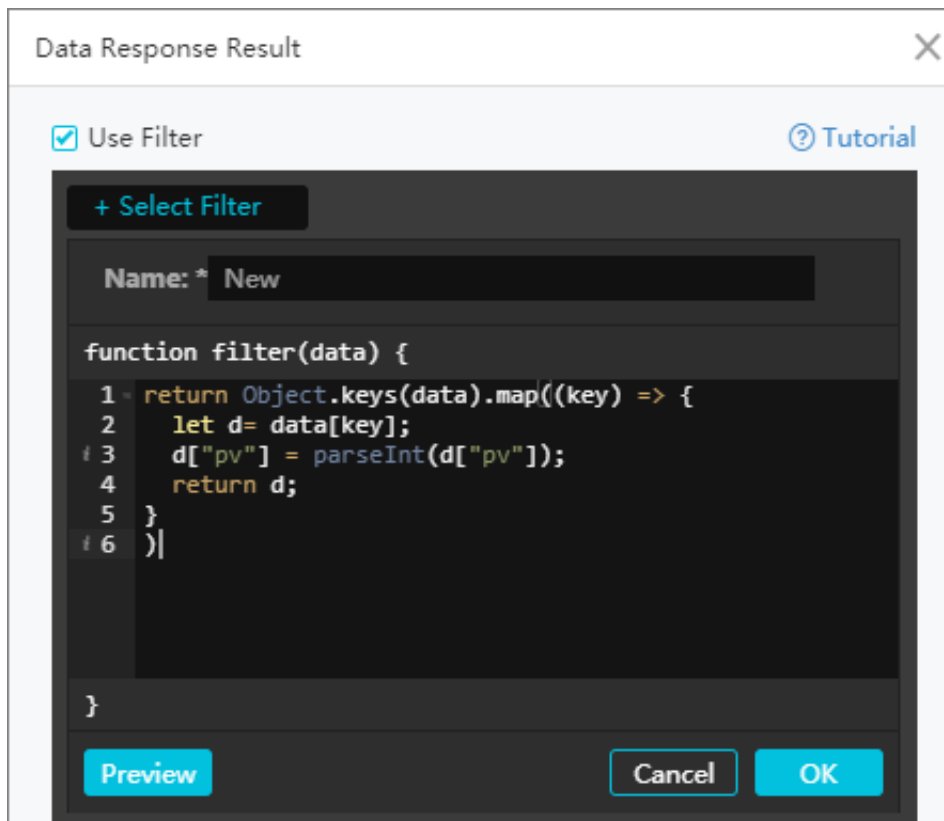 Data Response Result
Use Filter
Tutorial
+ Select Filter
Name: * New
function filter(data) {
1 return Object.keys(data).map((key) => {
2 let d= data[key];
i 3 d["pv"] = parseInt(d["pv"]);
4 return d;
5 }
i 6 )
}
Preview Cancel OK